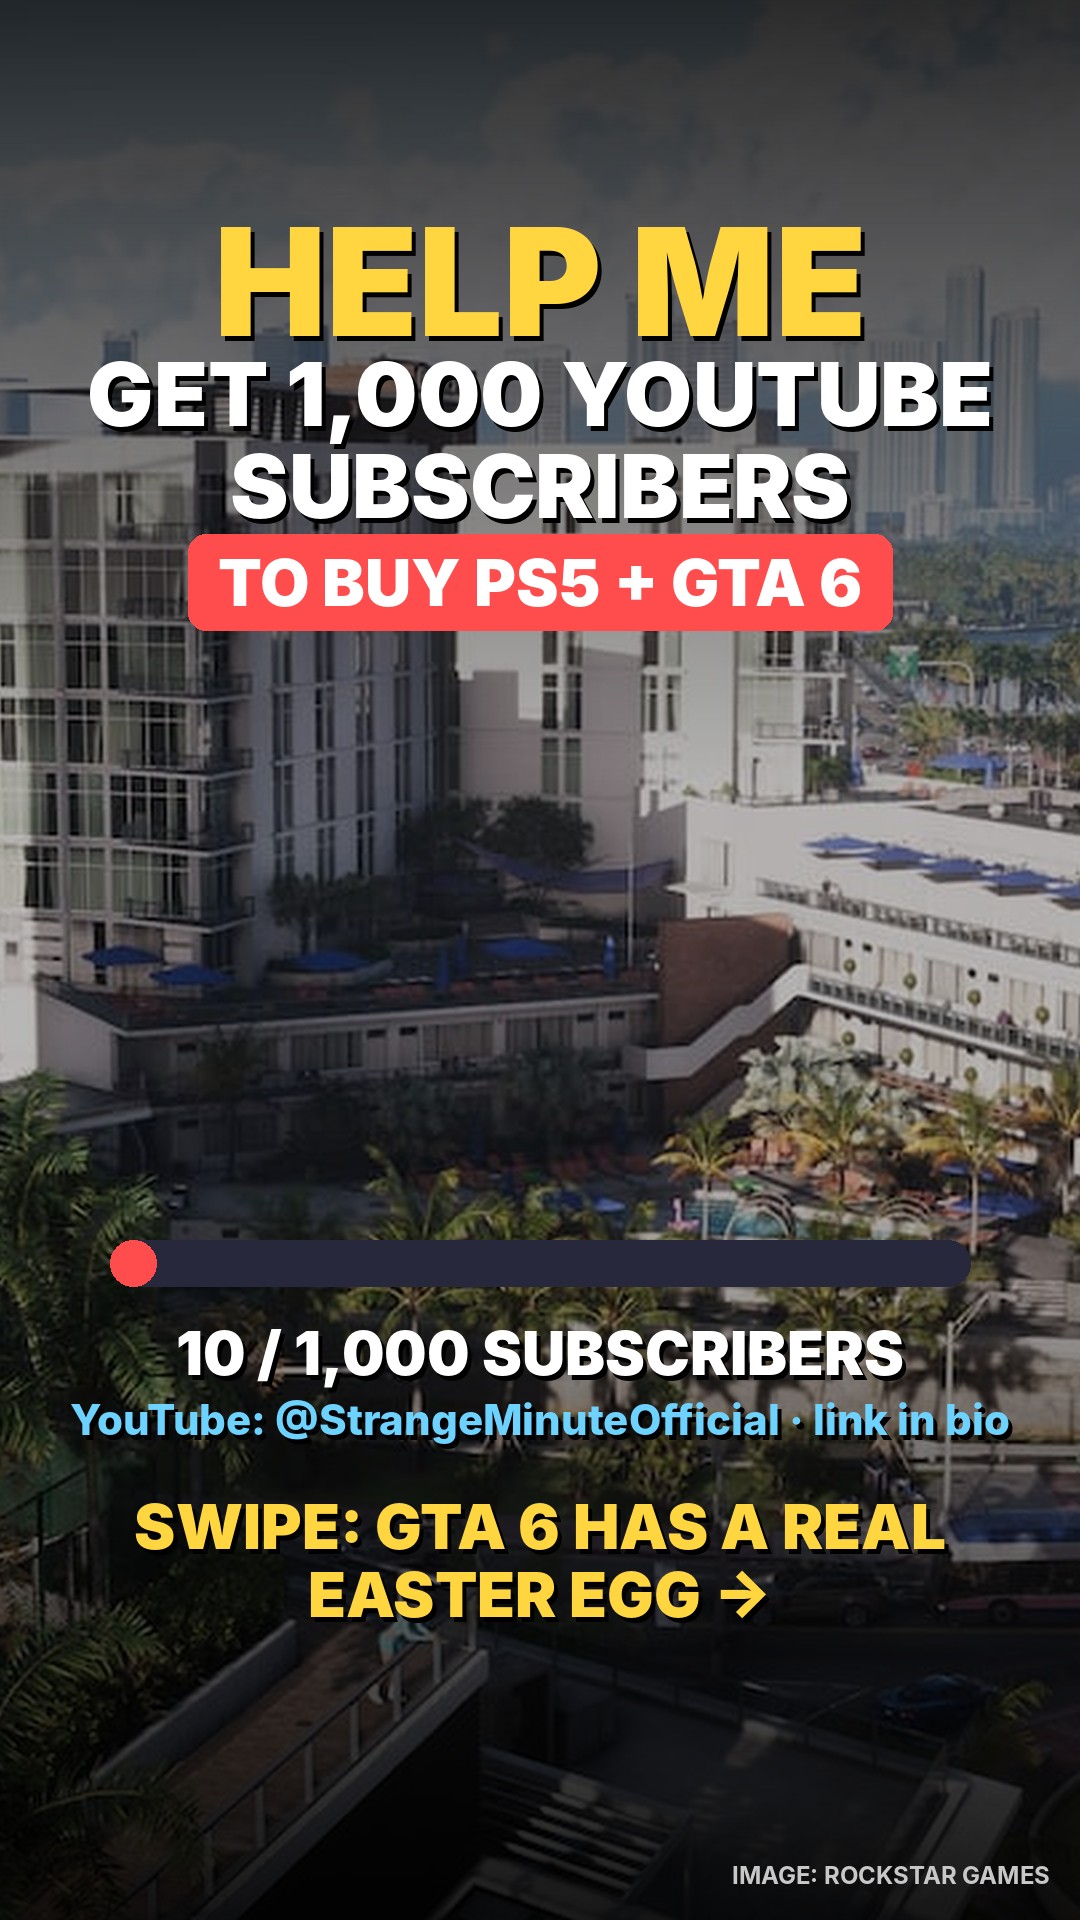 HELP ME
GET 1,000 YOUTUBE
SUBSCRIBERS
TO BUY PS5 + GTA 6
10 / 1,000 SUBSCRIBERS
YouTube: @StrangeMinuteOfficial · link in bio
SWIPE: GTA 6 HAS A REAL
EASTER EGG →
IMAGE: ROCKSTAR GAMES